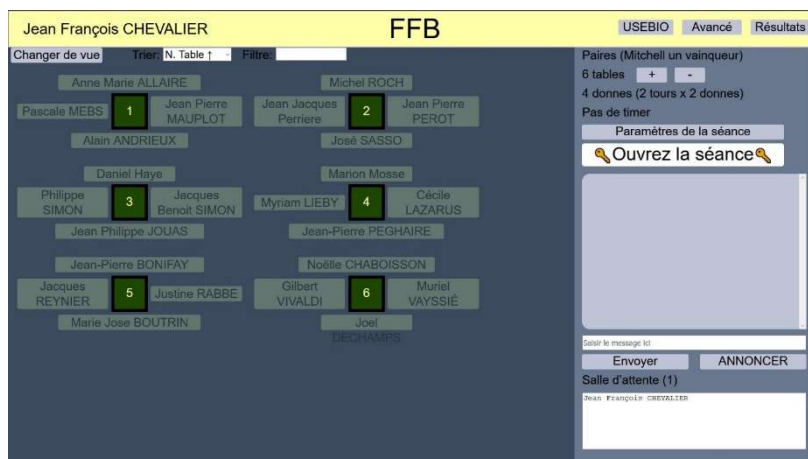 Jean François CHEVALIER
FFB
USEBIO Avancé Résultats
Changer de vue Trier: N. Table ↑ Filtre:
Anne Marie ALLAIRE
Pascale MEBS 1 Jean Pierre MAUPLOT
Alain ANDRIEUX
Michel ROCH
Jean Jacques Perriere 2 Jean Pierre PEROT
José SASSO
Daniel Haye
Philippe SIMON 3 Jacques Benoit SIMON
Jean Philippe JOUAS
Marion Mosse
Myriam LIEBY 4 Cécile LAZARUS
Jean-Pierre PEGHAIRE
Jean-Pierre BONIFAY
Jacques REYNIER 5 Justine RABBE
Marie Jose BOUTRIN
Noëlle CHABOISSON
Gilbert VIVALDI 6 Muriel VAYSSIÉ
Joel DECHAMPS
Paires (Mitchell un vainqueur)
6 tables + -
4 donnes (2 tours x 2 donnes)
Pas de timer
Paramètres de la séance
Ouvrez la séance
Saisir le message ici
Envoyer ANNONCER
Salle d'attente (1)
Jean François CHEVALIER